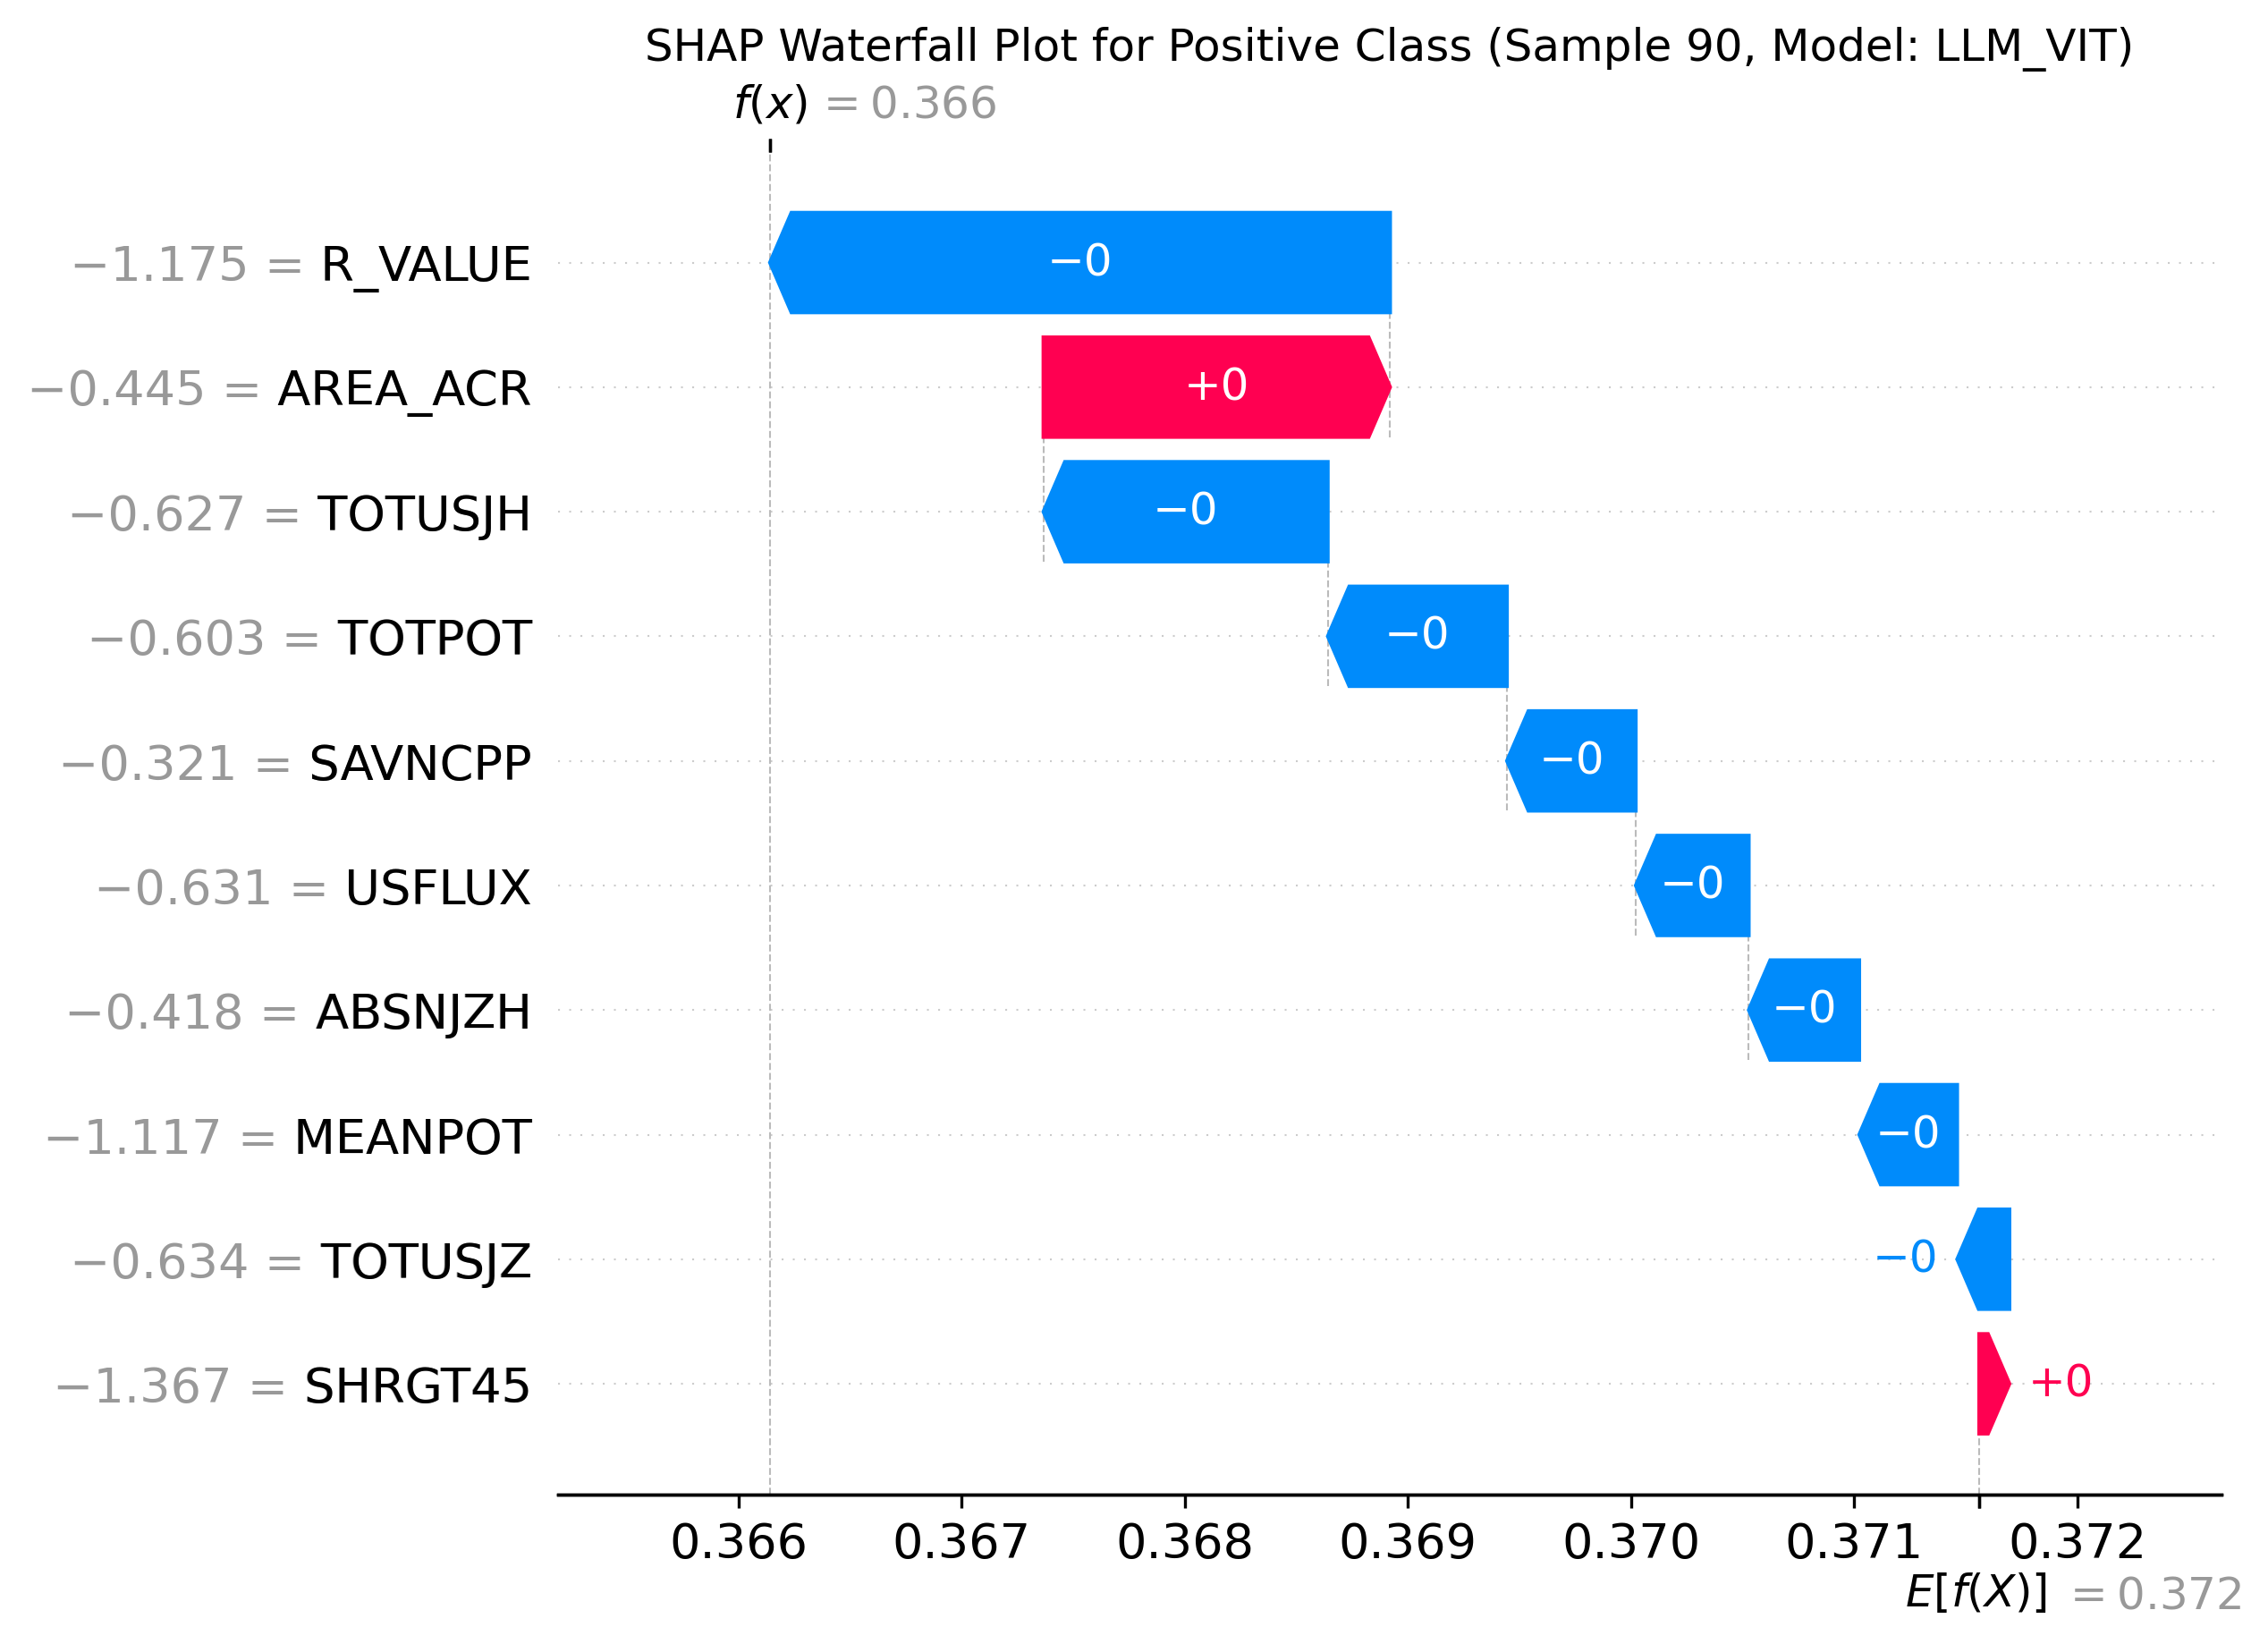 SHAP Waterfall Plot for Positive Class (Sample 90, Model: LLM_VIT)
f(x) = 0.366
−1.175 = R_VALUE −0
−0.445 = AREA_ACR +0
−0.627 = TOTUSJH −0
−0.603 = TOTPOT −0
−0.321 = SAVNCPP −0
−0.631 = USFLUX −0
−0.418 = ABSNJZH −0
−1.117 = MEANPOT −0
−0.634 = TOTUSJZ −0
−1.367 = SHRGT45 +0
0.366 0.367 0.368 0.369 0.370 0.371 0.372
E[f(X)] = 0.372